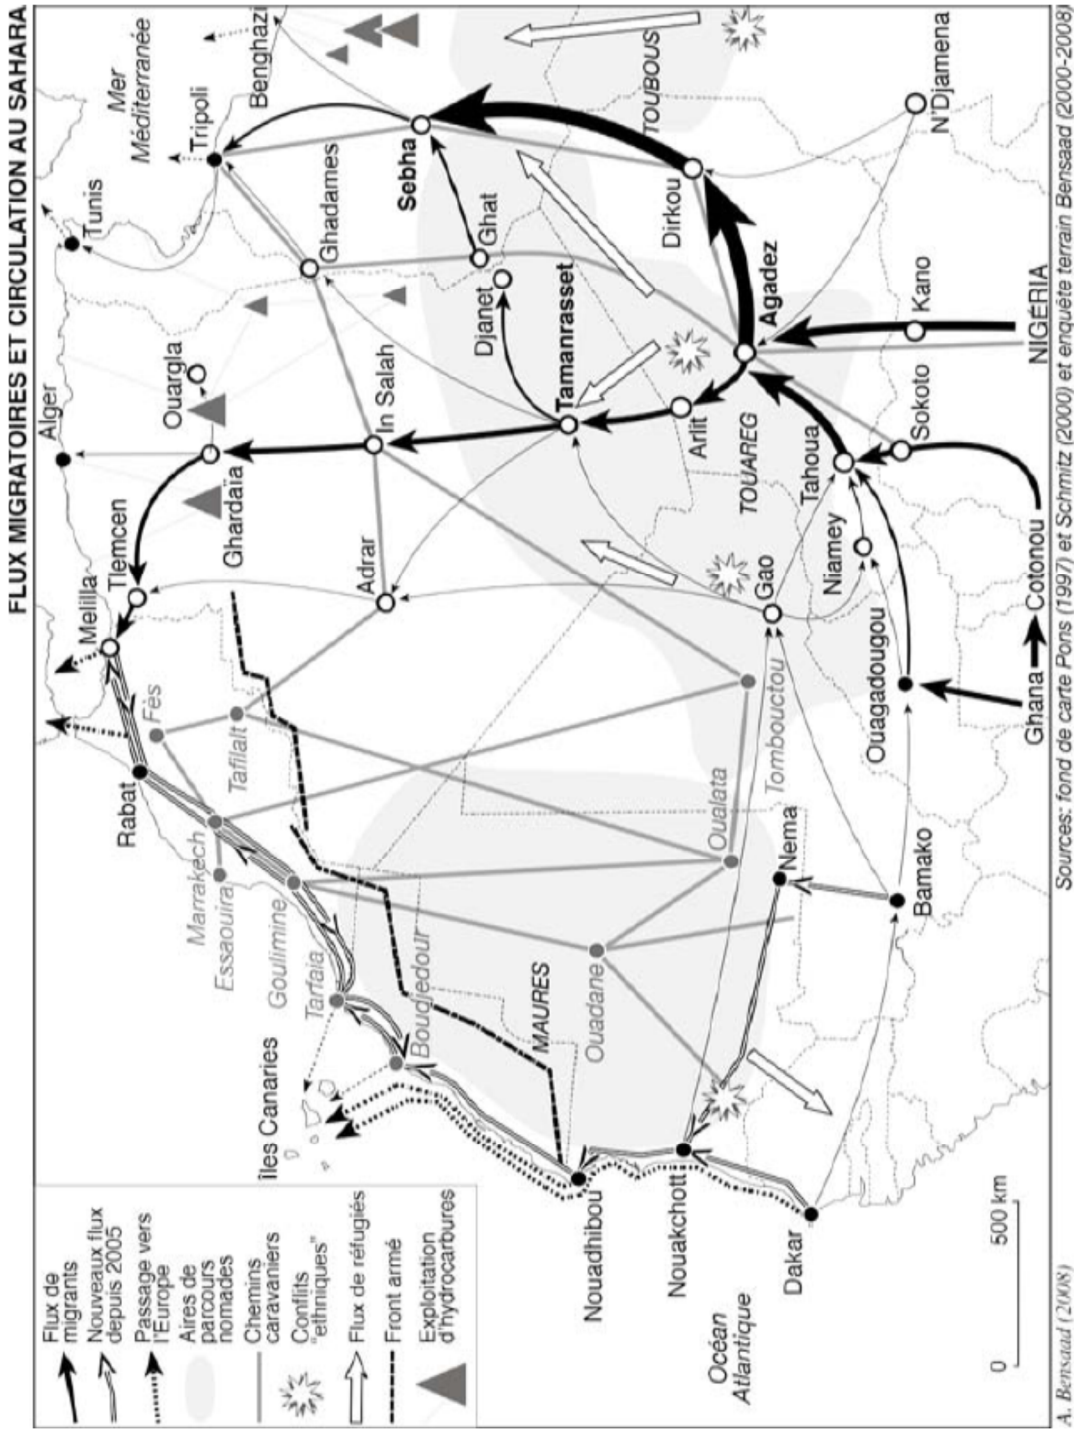 FLUX MIGRATOIRES ET CIRCULATION AU SAHARA
Flux de
migrants
Nouveaux flux
depuis 2005
Passage vers
l'Europe
Aires de
parcours
nomades
Chemins
caravaniers
Conflits
"ethniques"
Flux de réfugiés
Front armé
Exploitation
d'hydrocarbures
Îles Canaries
Océan
Atlantique
Mer
Méditerranée
Rabat
Fès
Melilla
Tlemcen
Alger
Tunis
Tripoli
Benghazi
Marrakech
Essaouira
Goulimine
Tarfaia
Boudjedour
Tafilalt
Ghardaïa
Ouargla
Ghadames
Adrar
In Salah
Sebha
Ghat
Djanet
Tamanrasset
MAURES
Ouadane
Oualata
Tombouctou
TOUAREG
TOUBOUS
Nouadhibou
Nouakchott
Dakar
Nema
Bamako
Gao
Niamey
Ouagadougou
Tahoua
Arlit
Agadez
Dirkou
Sokoto
Kano
N'Djamena
Ghana
Cotonou
NIGÉRIA
0
500 km
A. Bensaad (2008)
Sources: fond de carte Pons (1997) et Schmitz (2000) et enquête terrain Bensaad (2000-2008)